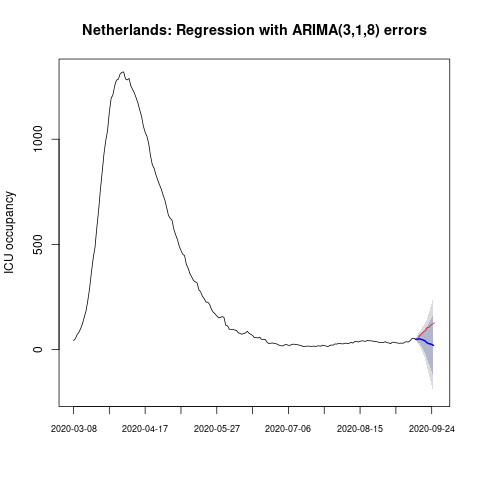 Netherlands: Regression with ARIMA(3,1,8) errors
ICU occupancy
1000
500
0
2020-03-08 2020-04-17 2020-05-27 2020-07-06 2020-08-15 2020-09-24